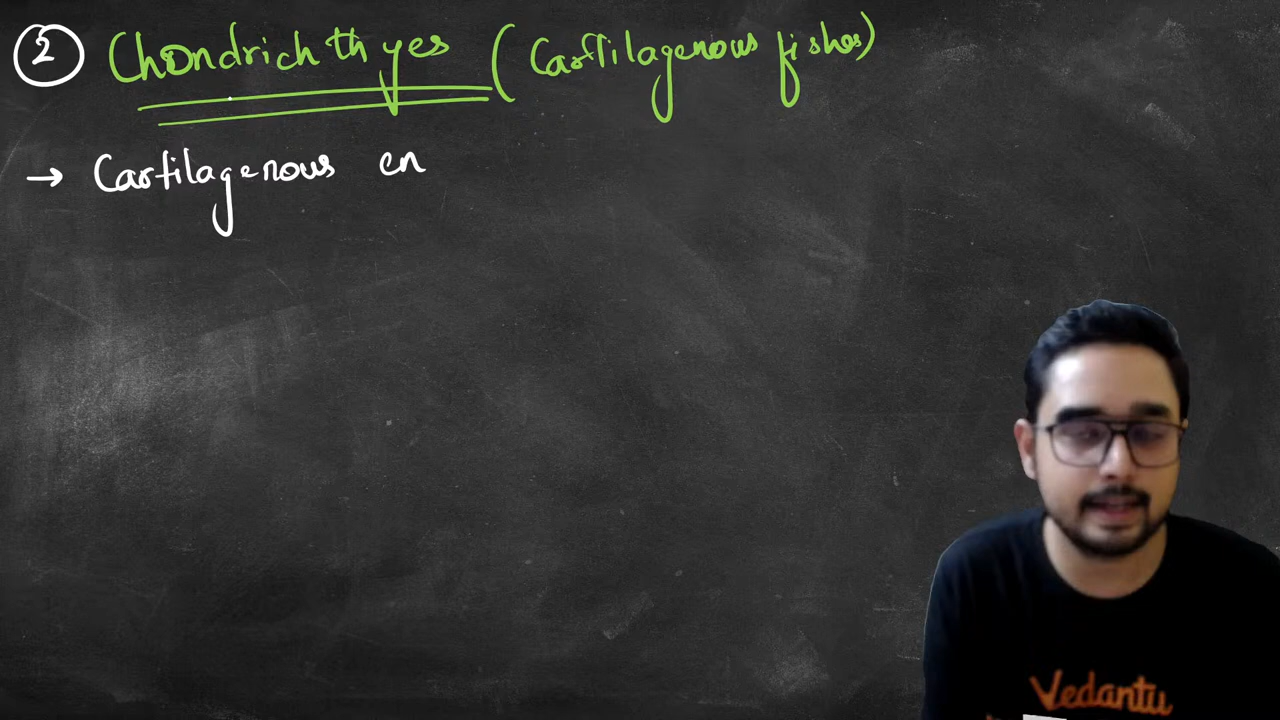 2 Chondrichthyes (Cartilagenous fishes)
→ Cartilagenous en
Vedantu